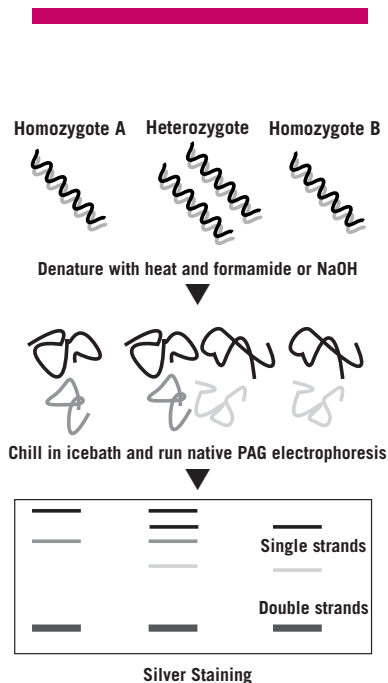 Homozygote A Heterozygote Homozygote B
Denature with heat and formamide or NaOH
Chill in icebath and run native PAG electrophoresis
Single strands
Double strands
Silver Staining